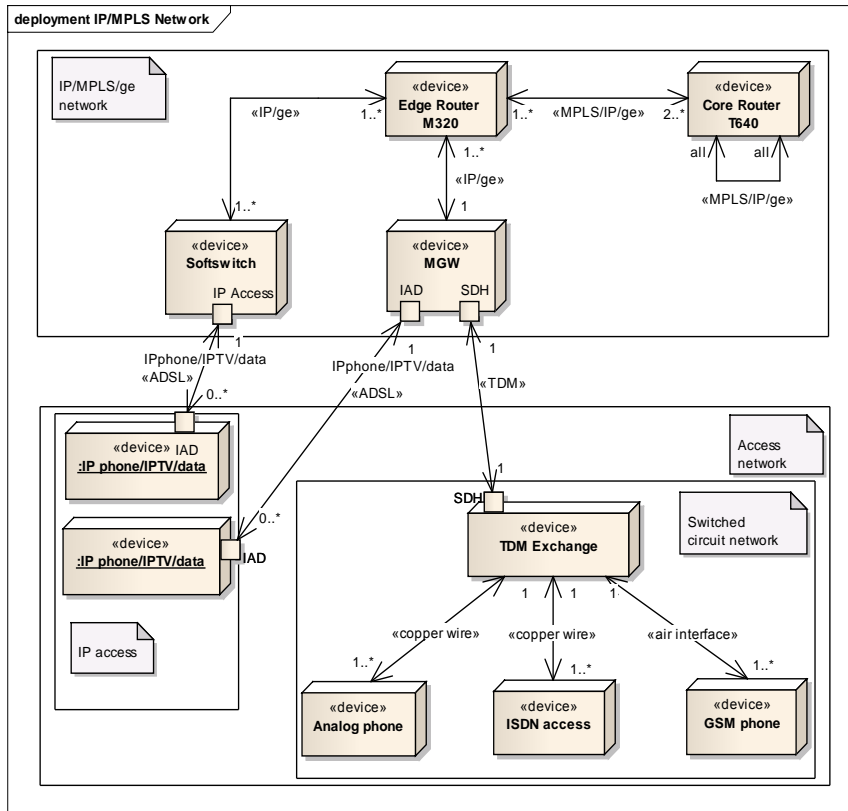 deployment IP/MPLS Network
IP/MPLS/ge
network
«device»
Edge Router
M320
«device»
Core Router
T640
«IP/ge»
1..*
1..*
«MPLS/IP/ge»
2..*
all
all
«MPLS/IP/ge»
1..*
«IP/ge»
1
1..*
«device»
Softswitch
IP Access
«device»
MGW
IAD
SDH
1
IPphone/IPTV/data
«ADSL»
0..*
1
IPphone/IPTV/data
«ADSL»
0..*
1
«TDM»
1
Access
network
«device»
IAD
:IP phone/IPTV/data
«device»
:IP phone/IPTV/data
IAD
IP access
SDH
«device»
TDM Exchange
Switched
circuit network
1
1
1
«copper wire»
«copper wire»
«air interface»
1..*
1..*
1..*
«device»
Analog phone
«device»
ISDN access
«device»
GSM phone